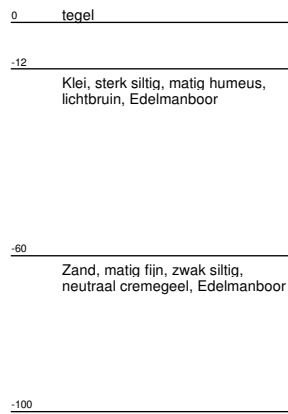 0 tegel
-12
Klei, sterk siltig, matig humeus,
lichtbruin, Edelmanboor
-60
Zand, matig fijn, zwak siltig,
neutraal cremegeel, Edelmanboor
-100